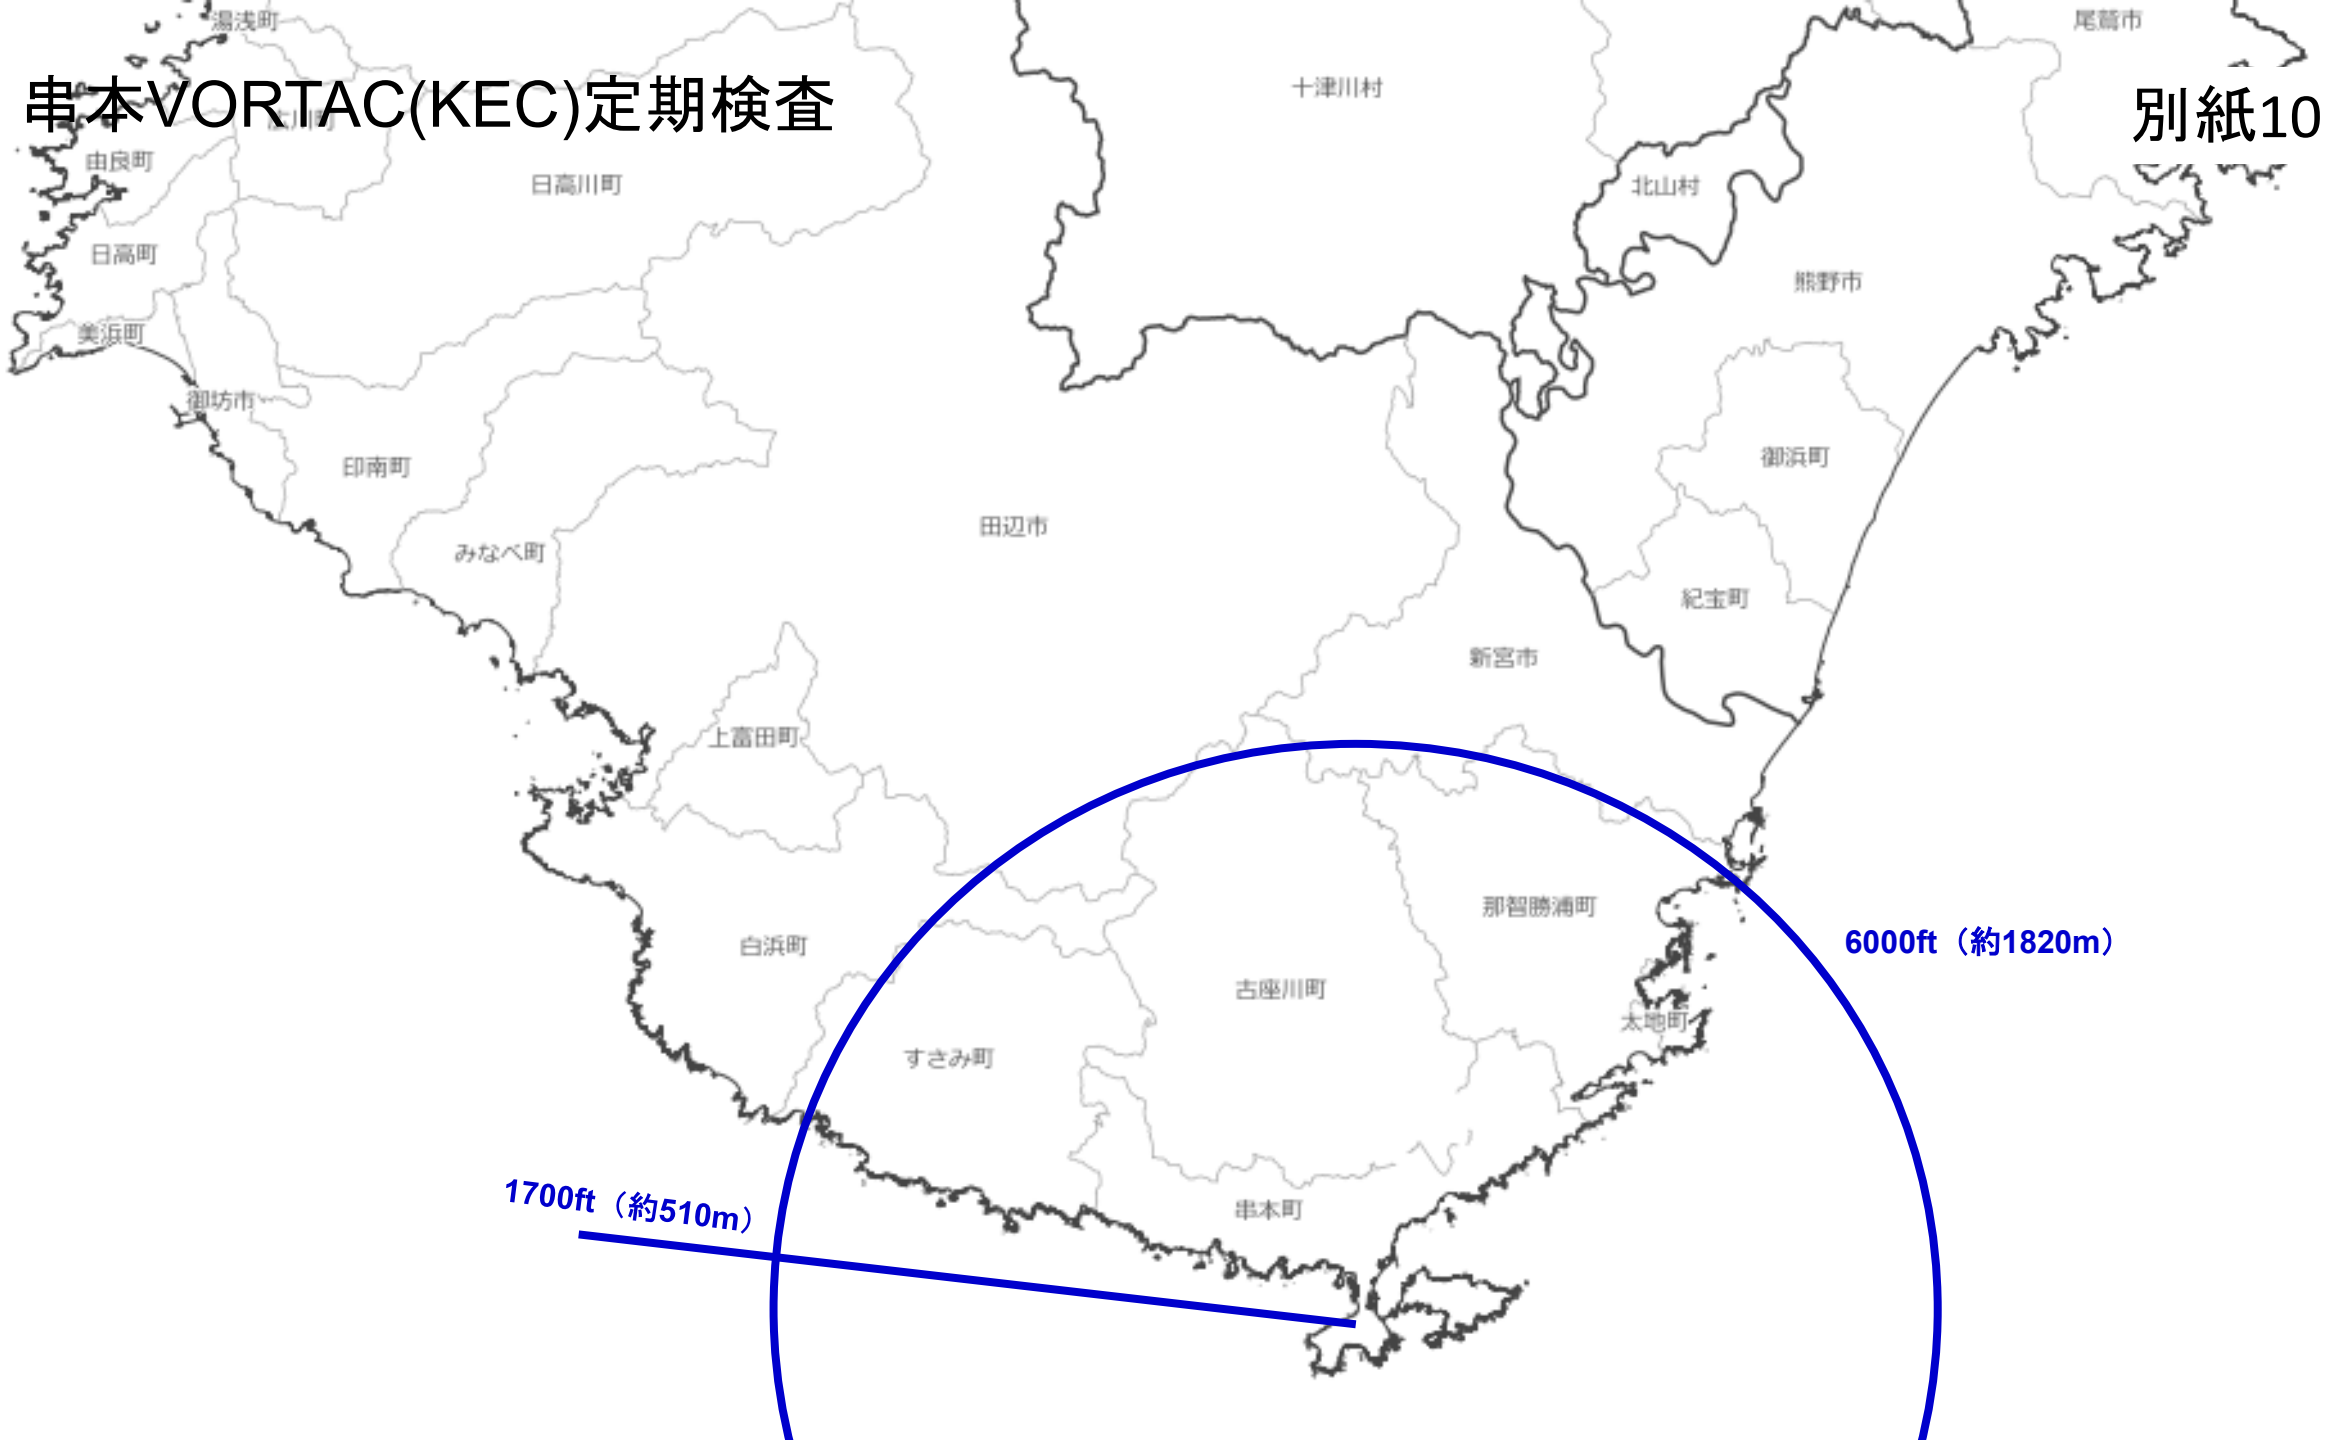 湯浅町
尾鷲市
串本VORTAC(KEC)定期検査
十津川村
別紙10
広川町
由良町
日高川町
北山村
日高町
熊野市
美浜町
御坊市
印南町
御浜町
田辺市
みなべ町
紀宝町
新宮市
上富田町
那智勝浦町
白浜町
6000ft（約1820m）
古座川町
太地町
すさみ町
1700ft（約510m）
串本町